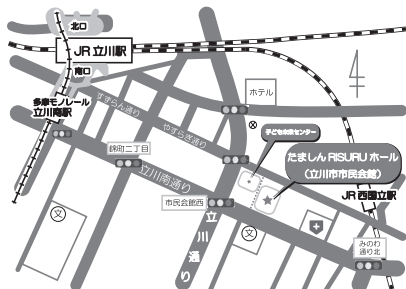 北口
JR 立川駅
南口
多摩モノレール
立川南駅
すずらん通り
やすらぎ通り
ホテル
子ども未来センター
錦町二丁目
立川南通り
たましん RISURU ホール
（立川市市民会館）
JR 西国立駅
市民会館西
立川通り
文
文
みのわ
通り北